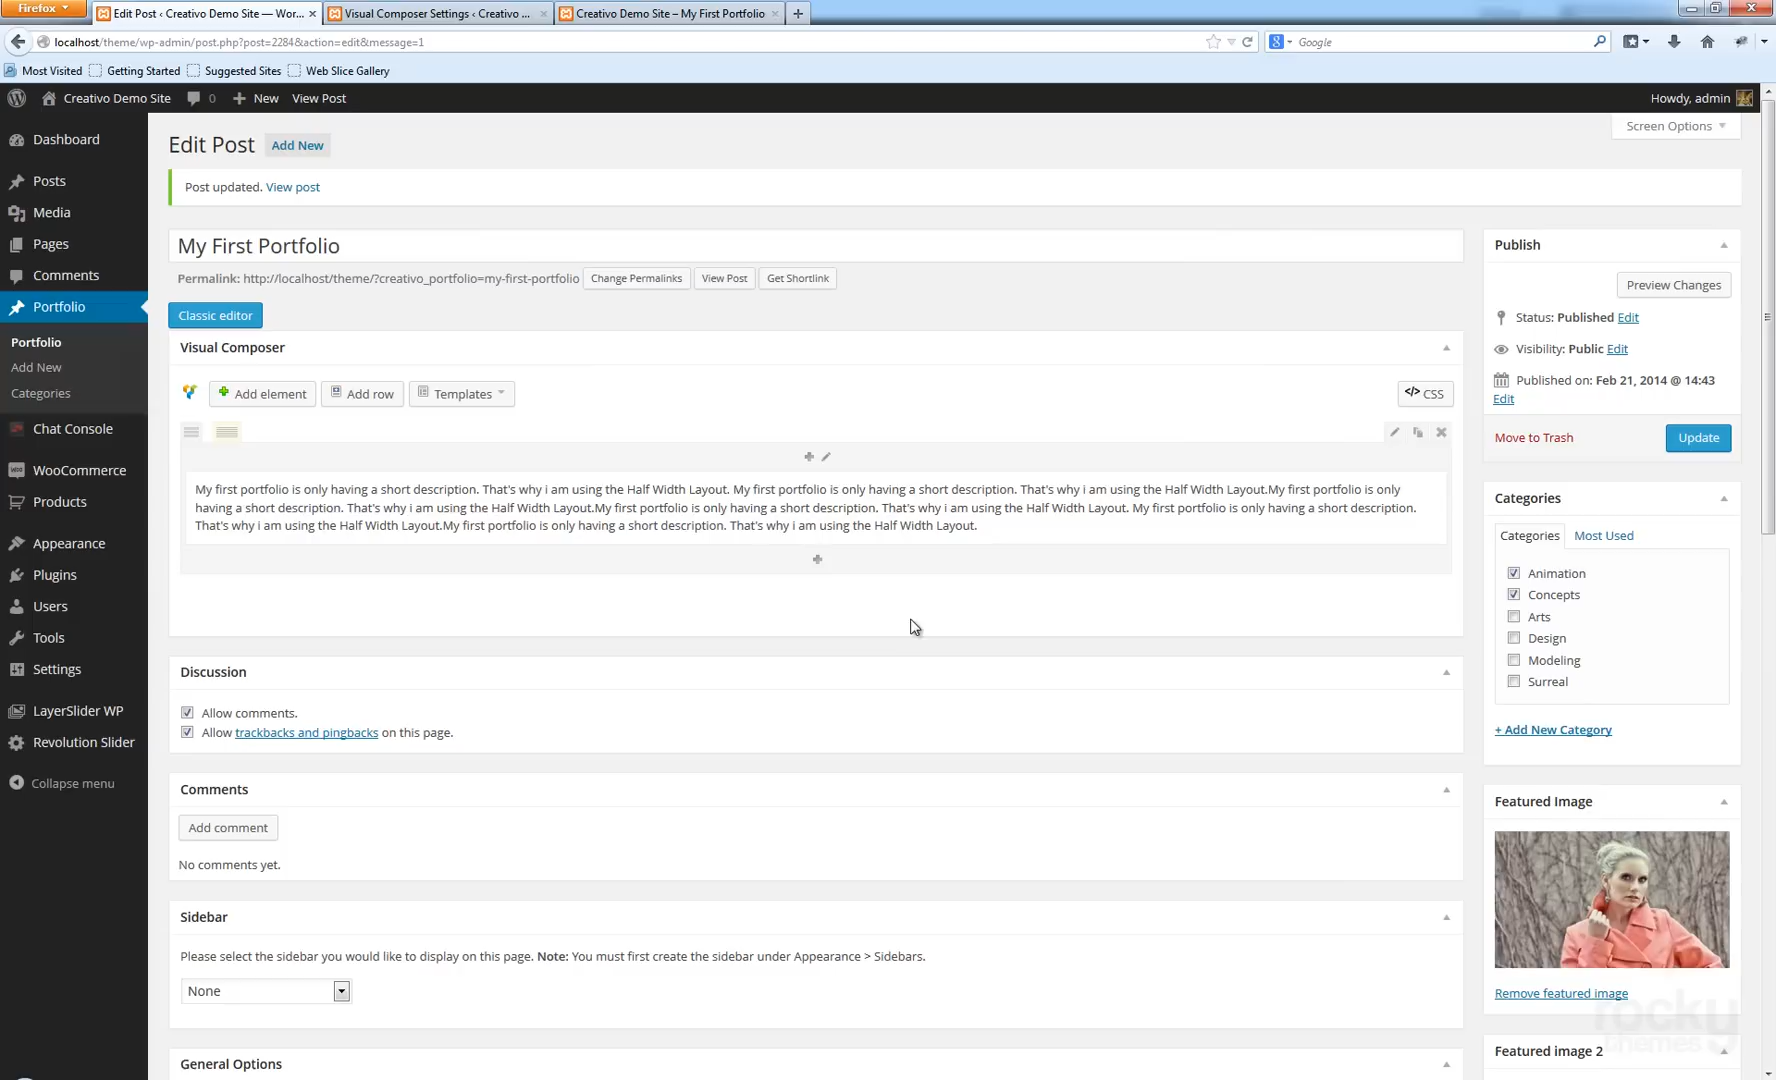 Firefox
Edit Post ‹ Creativo Demo Site — Wor...
Visual Composer Settings ‹ Creativo ...
Creativo Demo Site – My First Portfolio
localhost/theme/wp-admin/post.php?post=2284&action=edit&message=1
Google
Most Visited
Getting Started
Suggested Sites
Web Slice Gallery
Creativo Demo Site
0
New
View Post
Howdy, admin
Screen Options
Dashboard
Posts
Media
Pages
Comments
Portfolio
Portfolio
Add New
Categories
Chat Console
WooCommerce
Products
Appearance
Plugins
Users
Tools
Settings
LayerSlider WP
Revolution Slider
Collapse menu
Edit Post
Add New
Post updated. View post
My First Portfolio
Permalink: http://localhost/theme/?creativo_portfolio=my-first-portfolio
Change Permalinks
View Post
Get Shortlink
Classic editor
Visual Composer
Add element
Add row
Templates
</> CSS
My first portfolio is only having a short description. That's why i am using the Half Width Layout. My first portfolio is only having a short description. That's why i am using the Half Width Layout.My first portfolio is only
having a short description. That's why i am using the Half Width Layout.My first portfolio is only having a short description. That's why i am using the Half Width Layout. My first portfolio is only having a short description.
That's why i am using the Half Width Layout.My first portfolio is only having a short description. That's why i am using the Half Width Layout.
Discussion
Allow comments.
Allow trackbacks and pingbacks on this page.
Comments
Add comment
No comments yet.
Sidebar
Please select the sidebar you would like to display on this page. Note: You must first create the sidebar under Appearance > Sidebars.
None
General Options
Publish
Preview Changes
Status: Published Edit
Visibility: Public Edit
Published on: Feb 21, 2014 @ 14:43
Edit
Move to Trash
Update
Categories
Categories
Most Used
Animation
Concepts
Arts
Design
Modeling
Surreal
+ Add New Category
Featured Image
Remove featured image
rocky
themes
Featured image 2